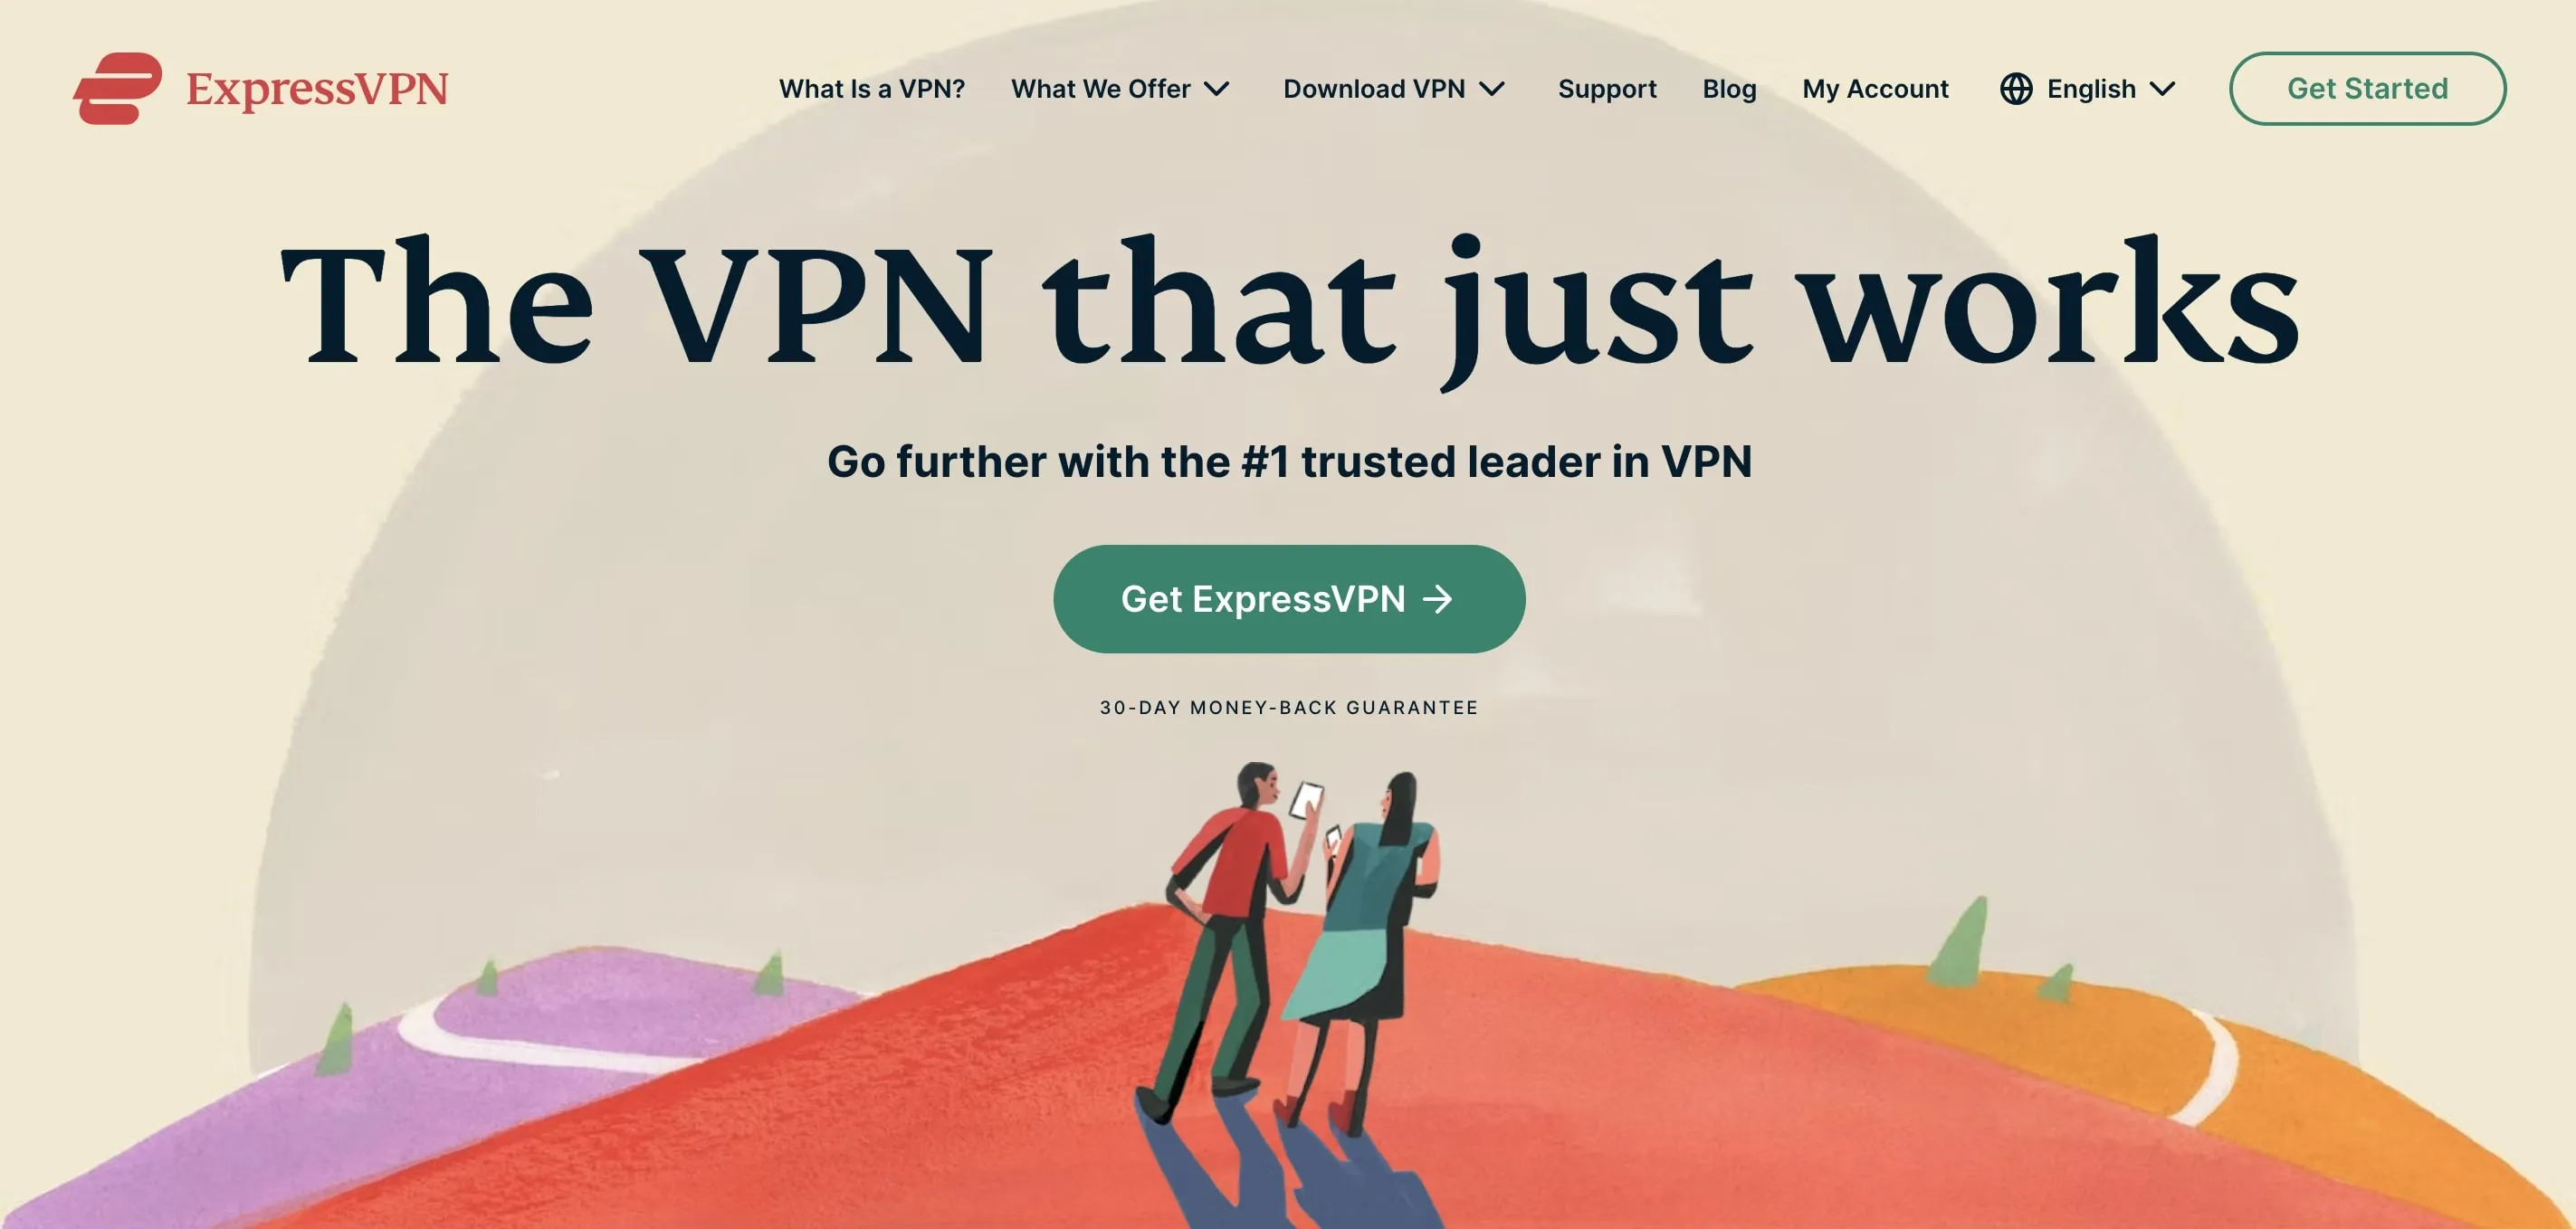 ExpressVPN
What Is a VPN? What We Offer Download VPN Support Blog My Account English Get Started
The VPN that just works
Go further with the #1 trusted leader in VPN
Get ExpressVPN →
30-DAY MONEY-BACK GUARANTEE